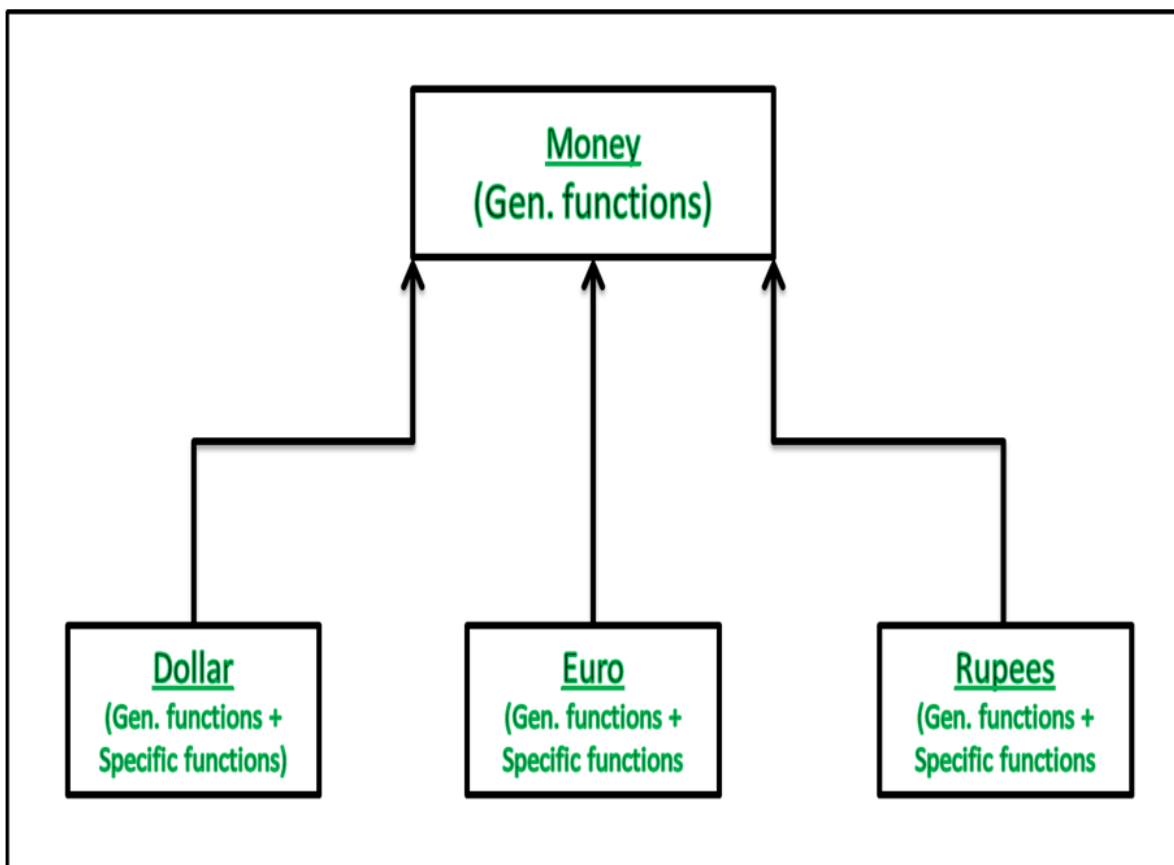 Money
(Gen. functions)
Dollar
(Gen. functions +
Specific functions)
Euro
(Gen. functions +
Specific functions
Rupees
(Gen. functions +
Specific functions